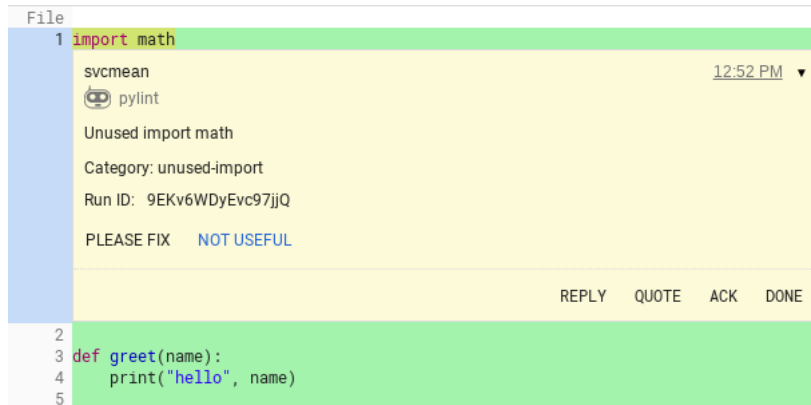 File
1 import math
svcmean 12:52 PM ▼
pylint
Unused import math
Category: unused-import
Run ID: 9EKv6WDyEvc97jjQ
PLEASE FIX NOT USEFUL
REPLY QUOTE ACK DONE
2
3 def greet(name):
4     print("hello", name)
5